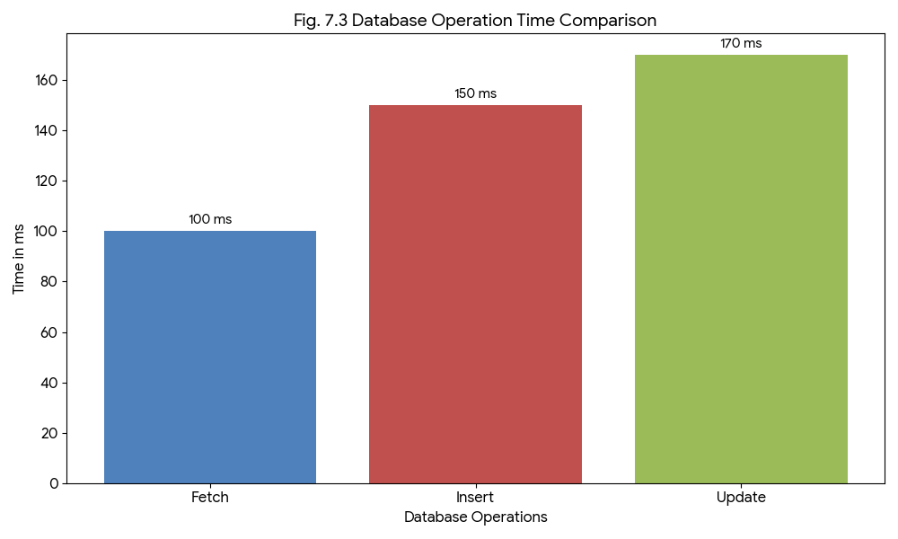 Fig. 7.3 Database Operation Time Comparison
170 ms
160
150 ms
140
120
100 ms
100
80
60
40
20
0
Time in ms
Fetch Insert Update
Database Operations